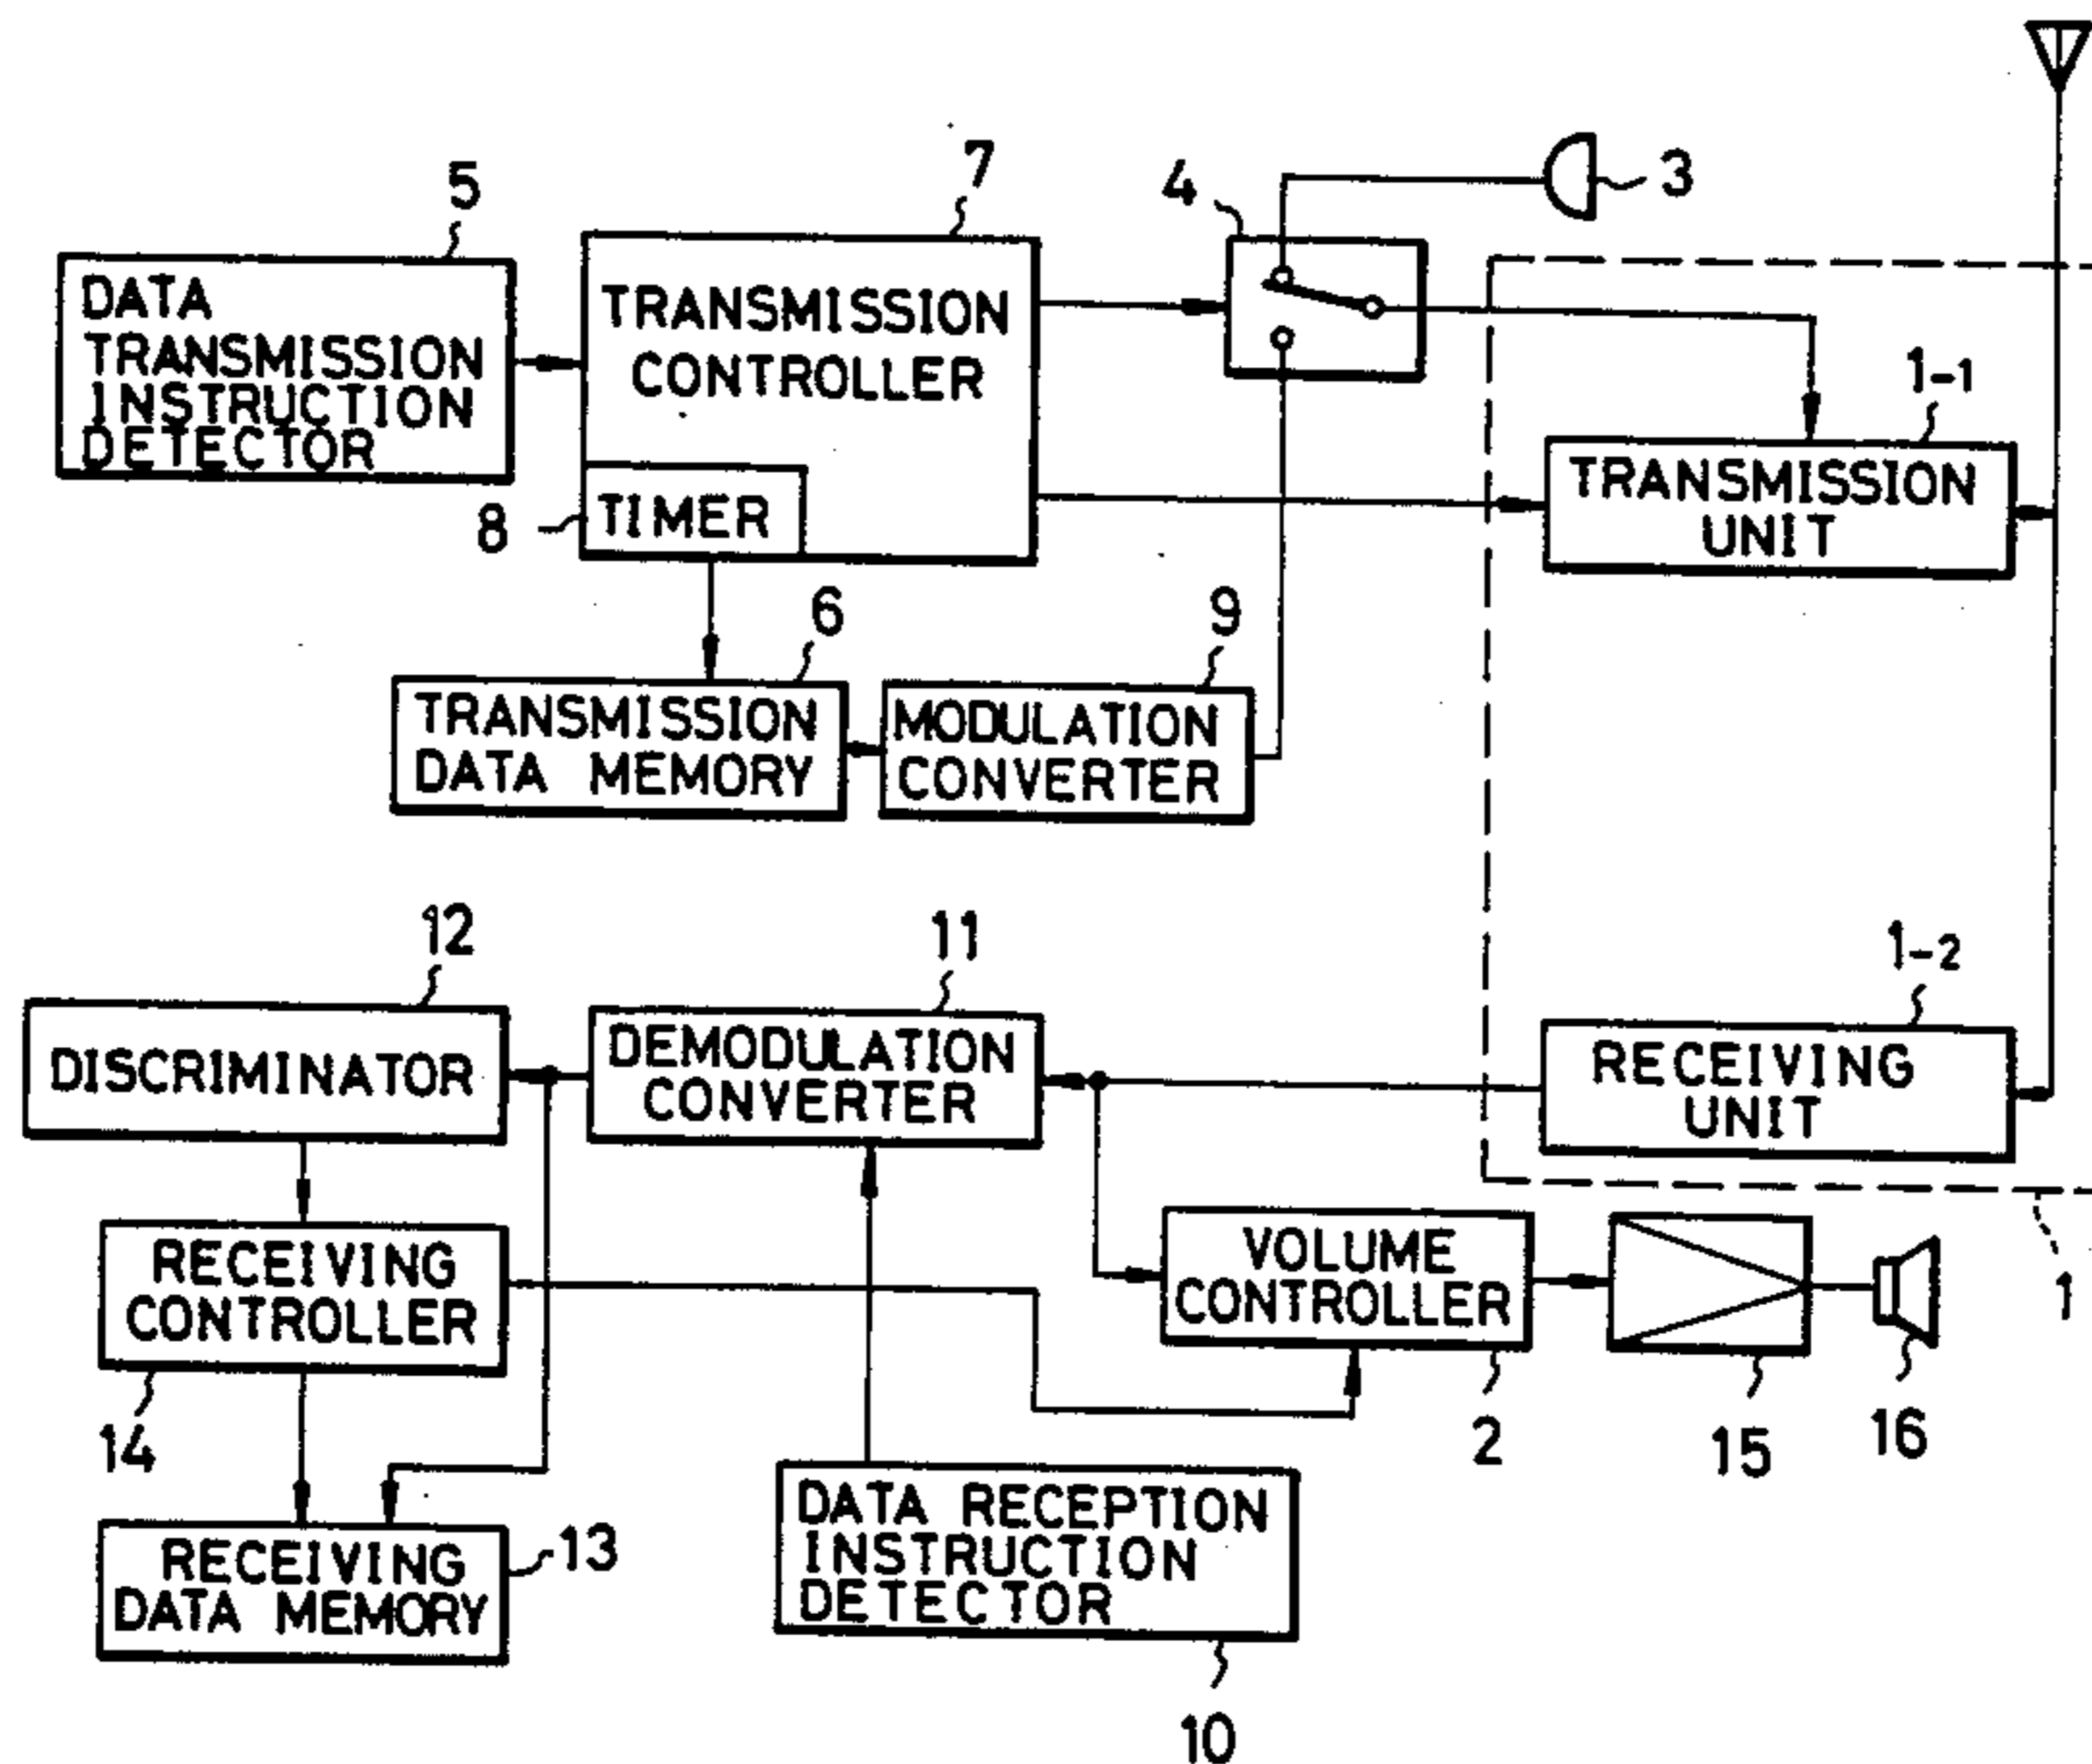 5
7
4
3
DATA
TRANSMISSION
INSTRUCTION
DETECTOR
TRANSMISSION
CONTROLLER
1-1
TRANSMISSION
UNIT
8
TIMER
6
9
TRANSMISSION
DATA MEMORY
MODULATION
CONVERTER
12
11
1-2
DISCRIMINATOR
DEMODULATION
CONVERTER
RECEIVING
UNIT
RECEIVING
CONTROLLER
VOLUME
CONTROLLER
1
14
2
15
16
RECEIVING
DATA MEMORY
13
DATA RECEPTION
INSTRUCTION
DETECTOR
10